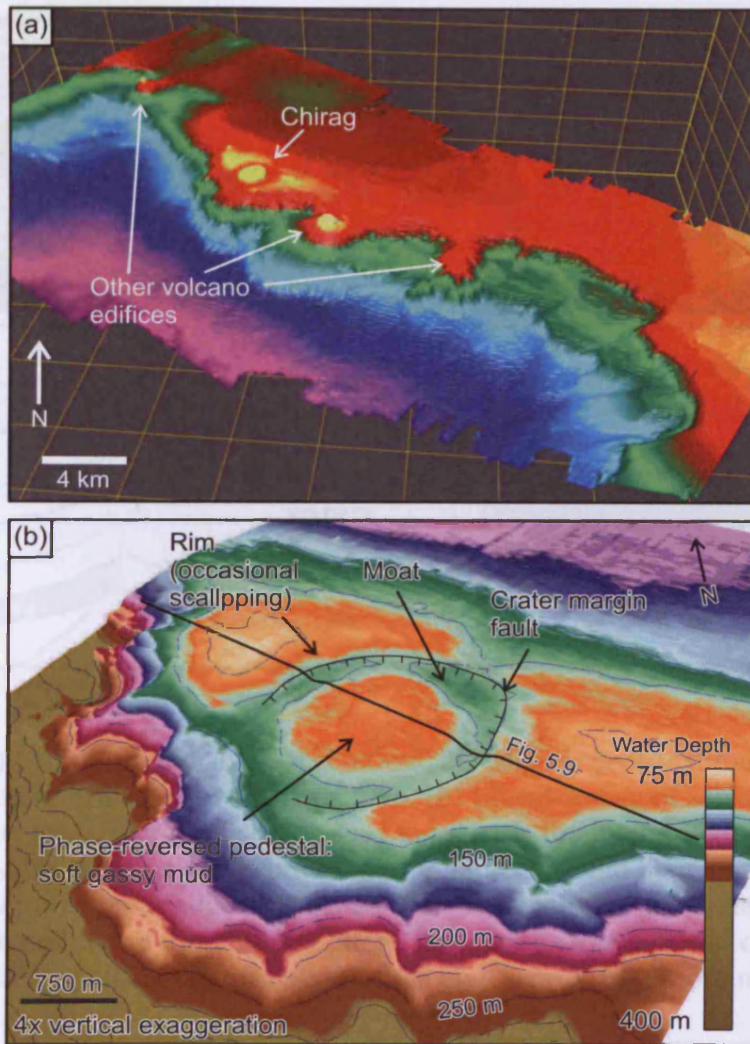 (a)
Chirag
Other volcano
edifices
N
4 km
(b)
Rim
(occasional
scallpping)
Moat
Crater margin
fault
N
Fig. 5.9
Water Depth
75 m
Phase-reversed pedestal:
soft gassy mud
150 m
200 m
750 m
250 m
400 m
4x vertical exaggeration